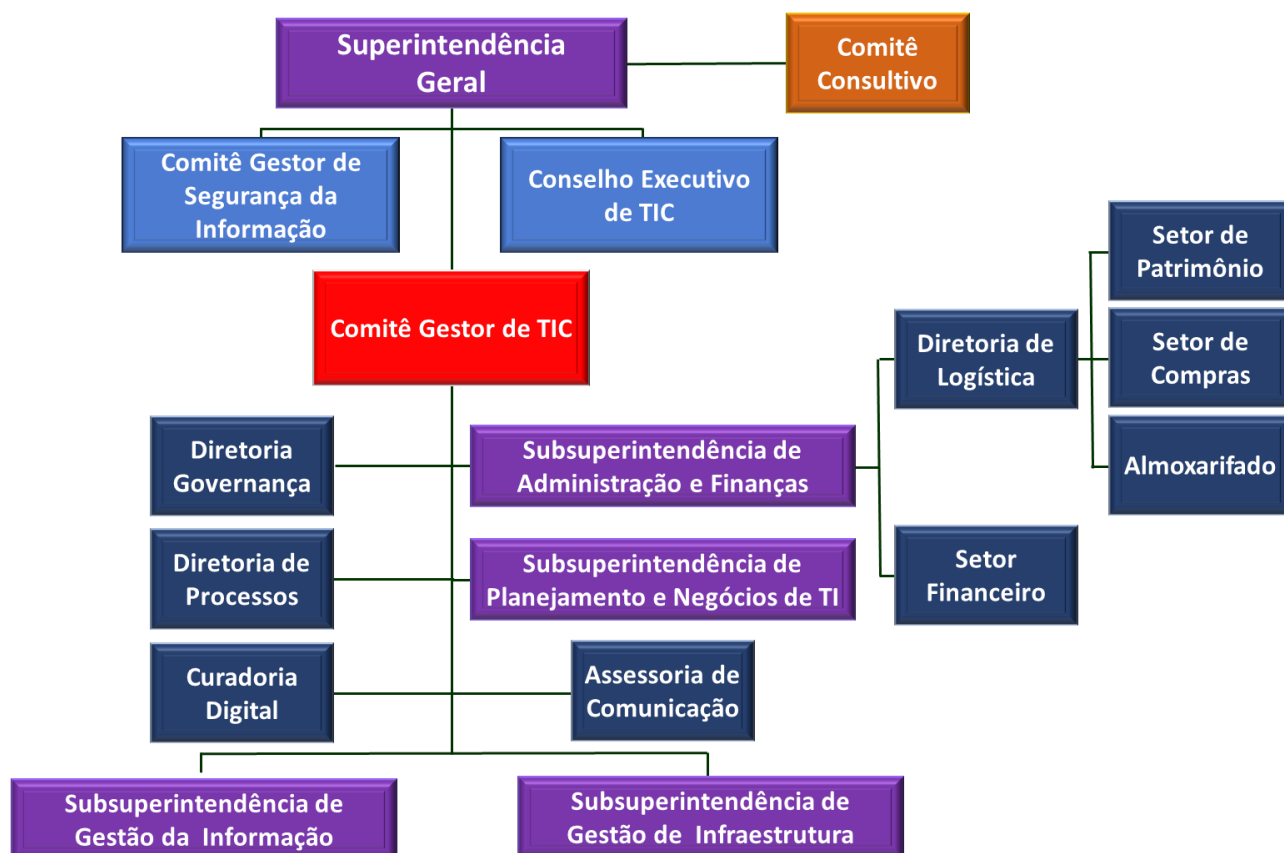 Superintendência
Geral
Comitê
Consultivo
Comitê Gestor de
Segurança da
Informação
Conselho Executivo
de TIC
Comitê Gestor de TIC
Setor de
Patrimônio
Diretoria de
Logística
Setor de
Compras
Almoxarifado
Diretoria
Governança
Subsuperintendência de
Administração e Finanças
Diretoria de
Processos
Subsuperintendência de
Planejamento e Negócios de TI
Setor
Financeiro
Curadoria
Digital
Assessoria de
Comunicação
Subsuperintendência de
Gestão da Informação
Subsuperintendência de
Gestão de Infraestrutura